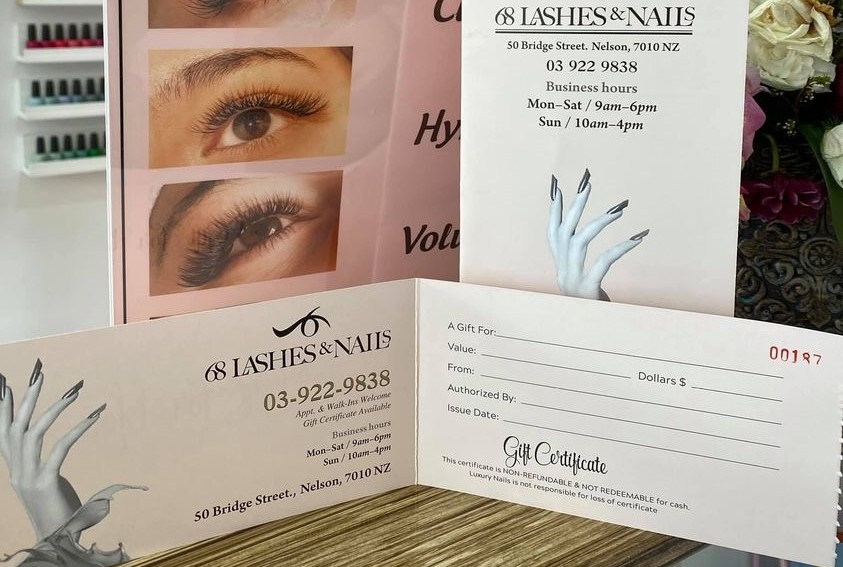 68 LASHES & NAILS
50 Bridge Street. Nelson, 7010 NZ
03 922 9838
Business hours
Mon–Sat / 9am–6pm
Sun / 10am–4pm
68 LASHES & NAILS
03-922-9838
Appt. & Walk-Ins Welcome
Gift Certificate Available
Business hours
Mon–Sat / 9am–6pm
Sun / 10am–4pm
50 Bridge Street., Nelson, 7010 NZ
00187
A Gift For:
Value:
Dollars $
From:
Authorized By:
Issue Date:
Gift Certificate
This certificate is NON-REFUNDABLE & NOT REDEEMABLE for cash.
Luxury Nails is not responsible for loss of certificate